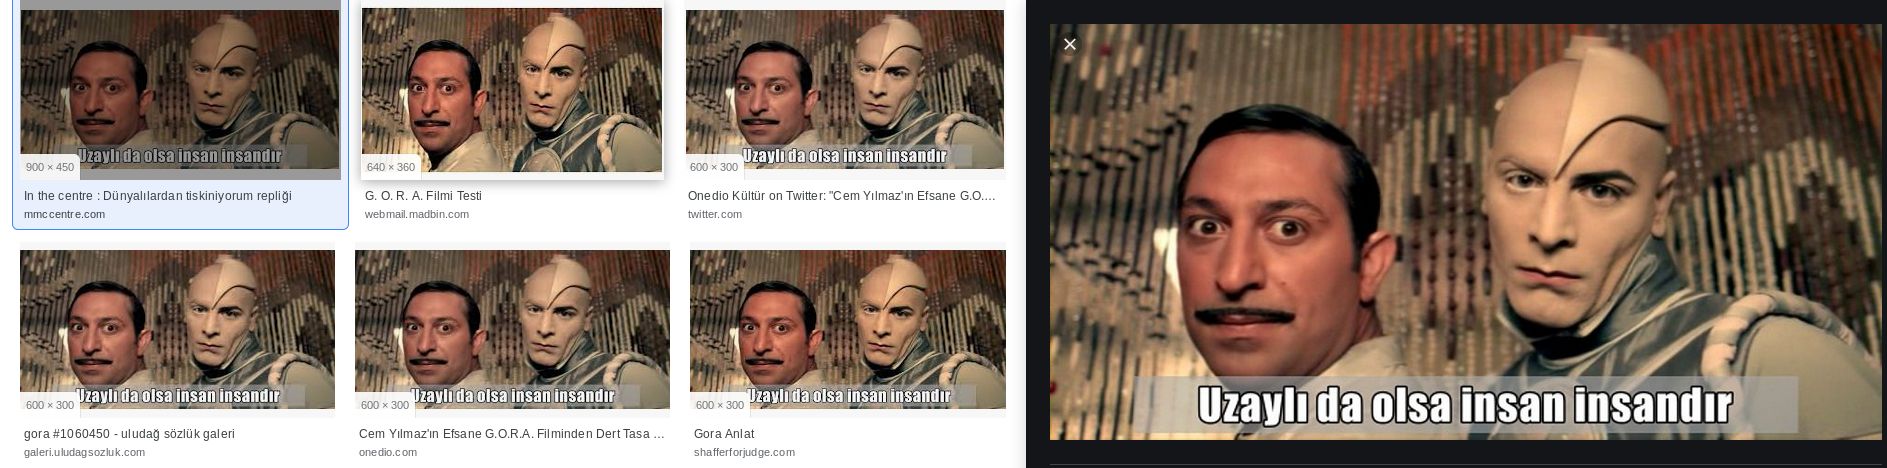 Uzaylı da olsa insan insandır
900 × 450
In the centre : Dünyalılardan tiskiniyorum repliği
mmccentre.com
640 × 360
G. O. R. A. Filmi Testi
webmail.madbin.com
Uzaylı da olsa insan insandır
600 × 300
Onedio Kültür on Twitter: "Cem Yılmaz'ın Efsane G.O....
twitter.com
Uzaylı da olsa insan insandır
600 × 300
gora #1060450 - uludağ sözlük galeri
galeri.uludagsozluk.com
Uzaylı da olsa insan insandır
600 × 300
Cem Yılmaz'ın Efsane G.O.R.A. Filminden Dert Tasa ...
onedio.com
Uzaylı da olsa insan insandır
600 × 300
Gora Anlat
shafferforjudge.com
Uzaylı da olsa insan insandır